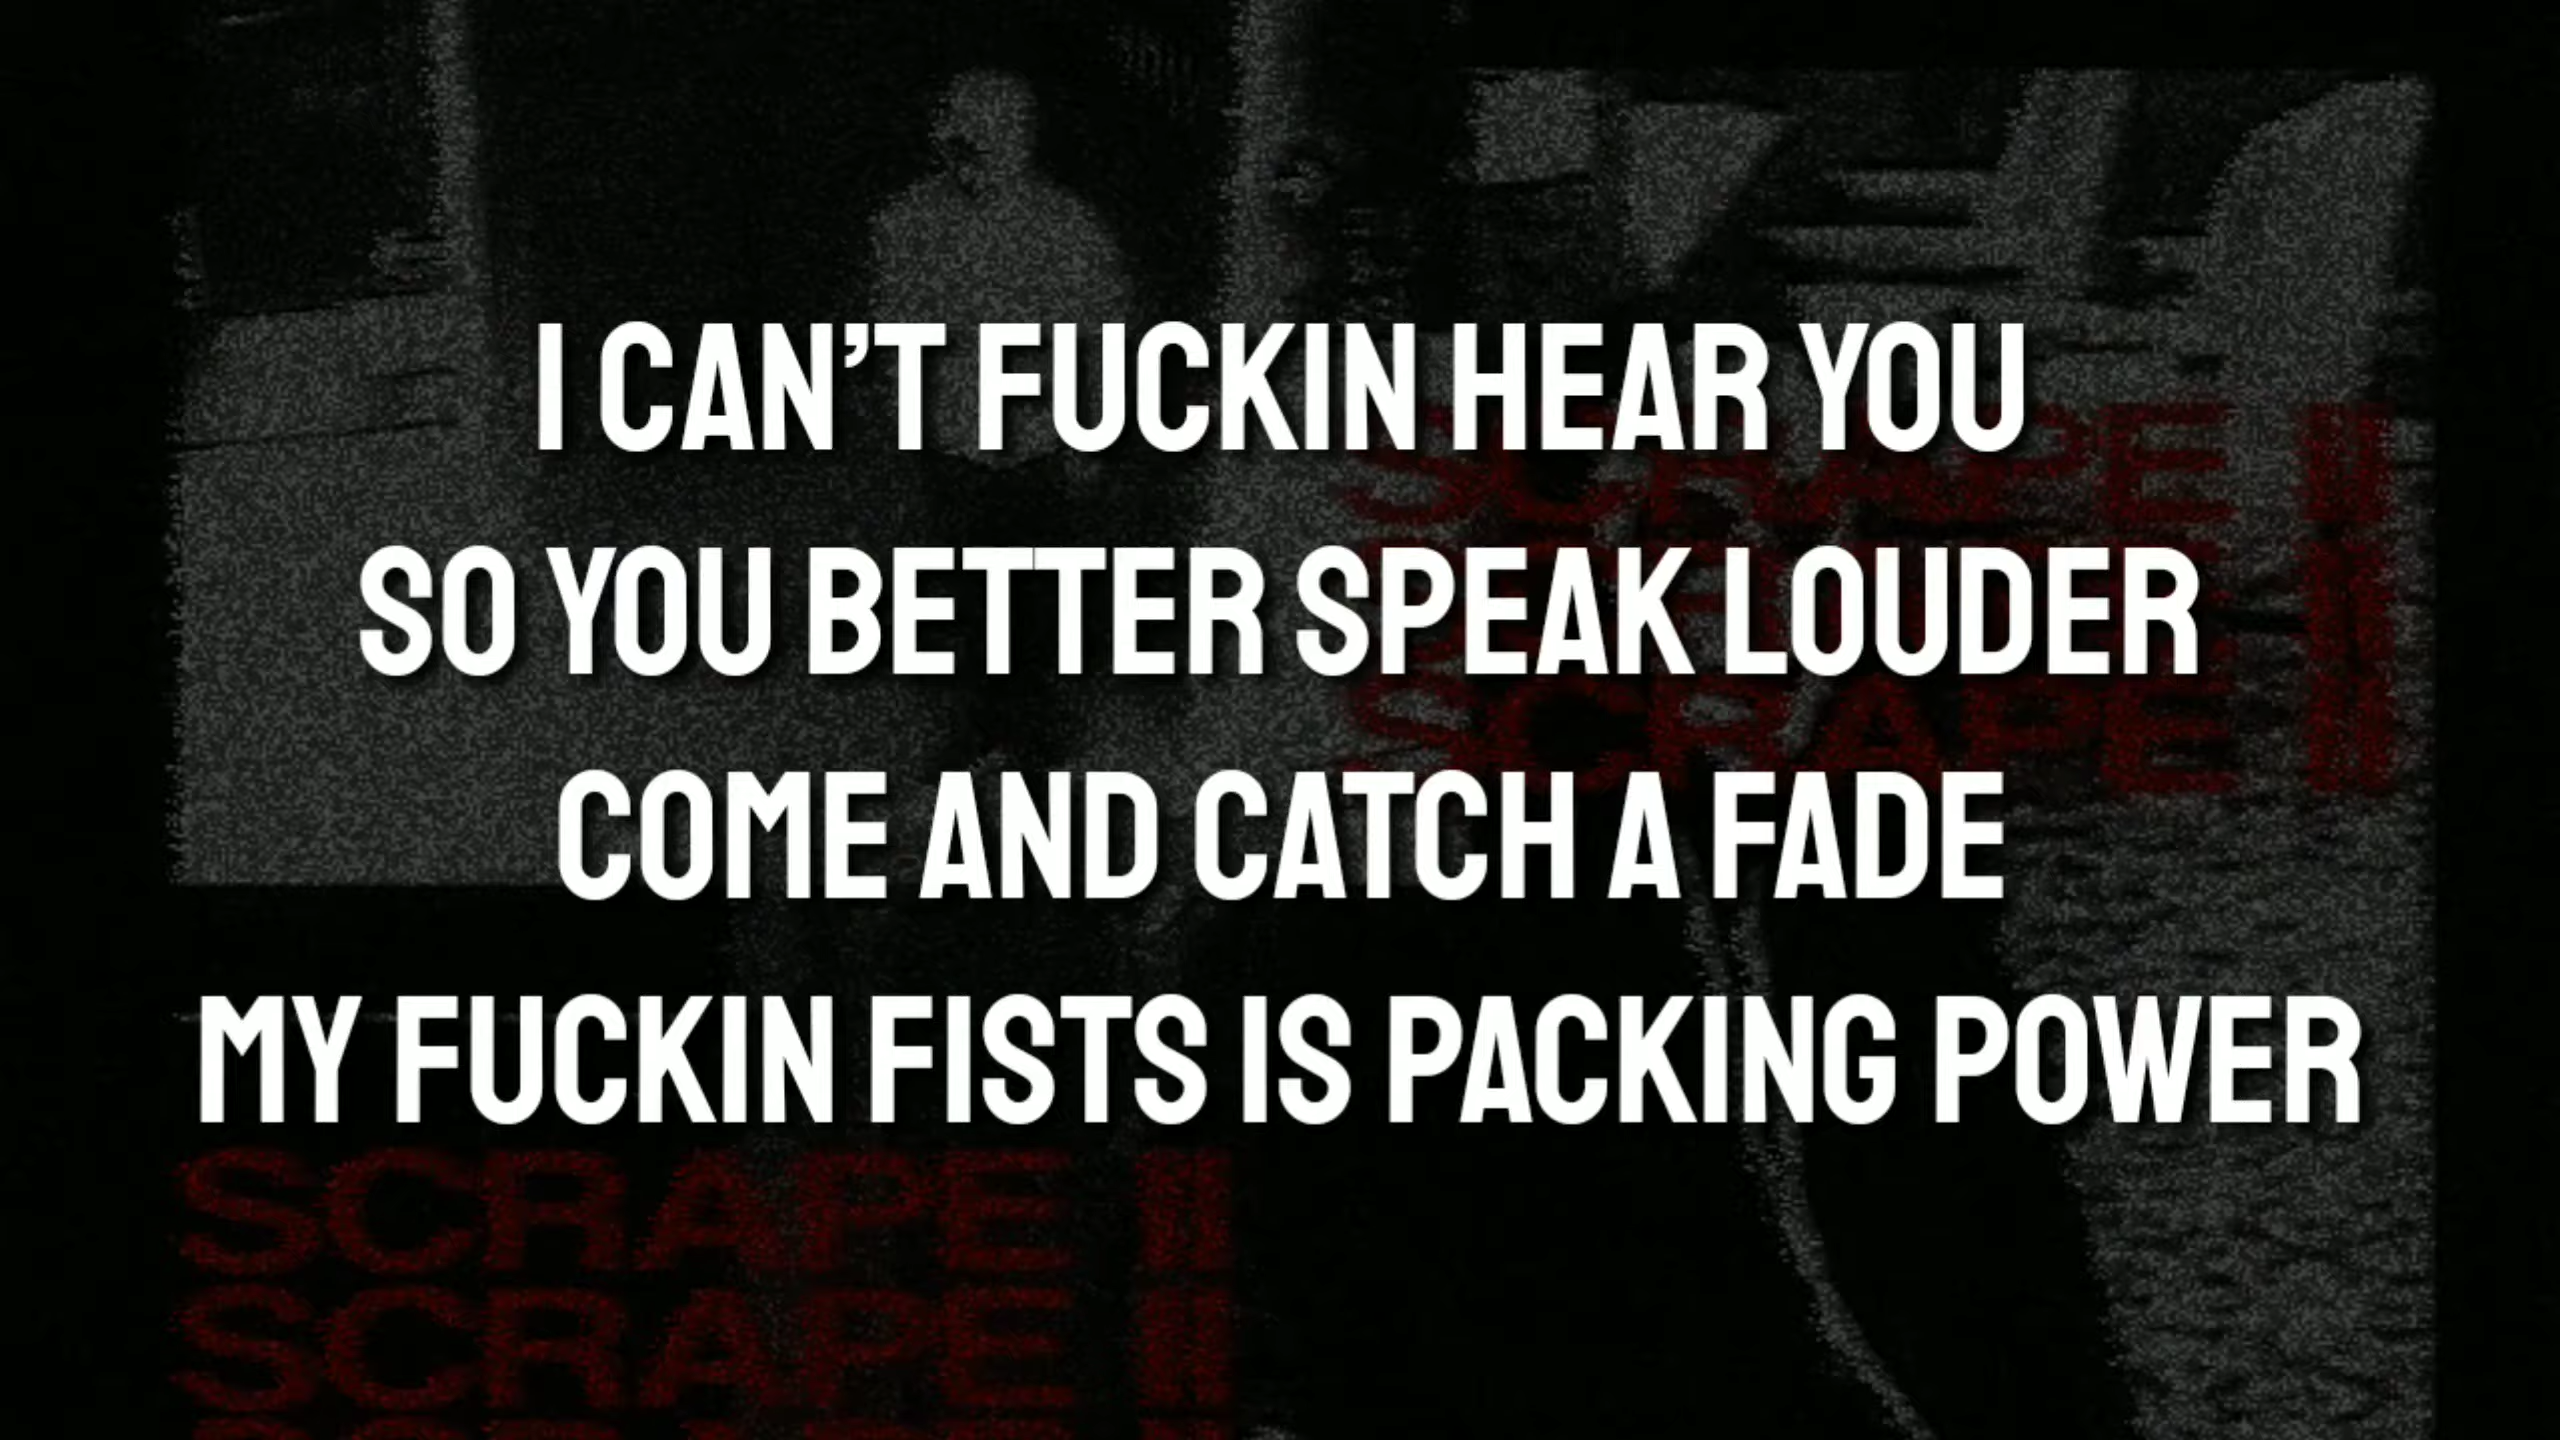 I CAN’T FUCKIN HEAR YOU
SO YOU BETTER SPEAK LOUDER
COME AND CATCH A FADE
MY FUCKIN FISTS IS PACKING POWER
SCRAPE II
SCRAPE II
SCRAPE II
SCRAPE II